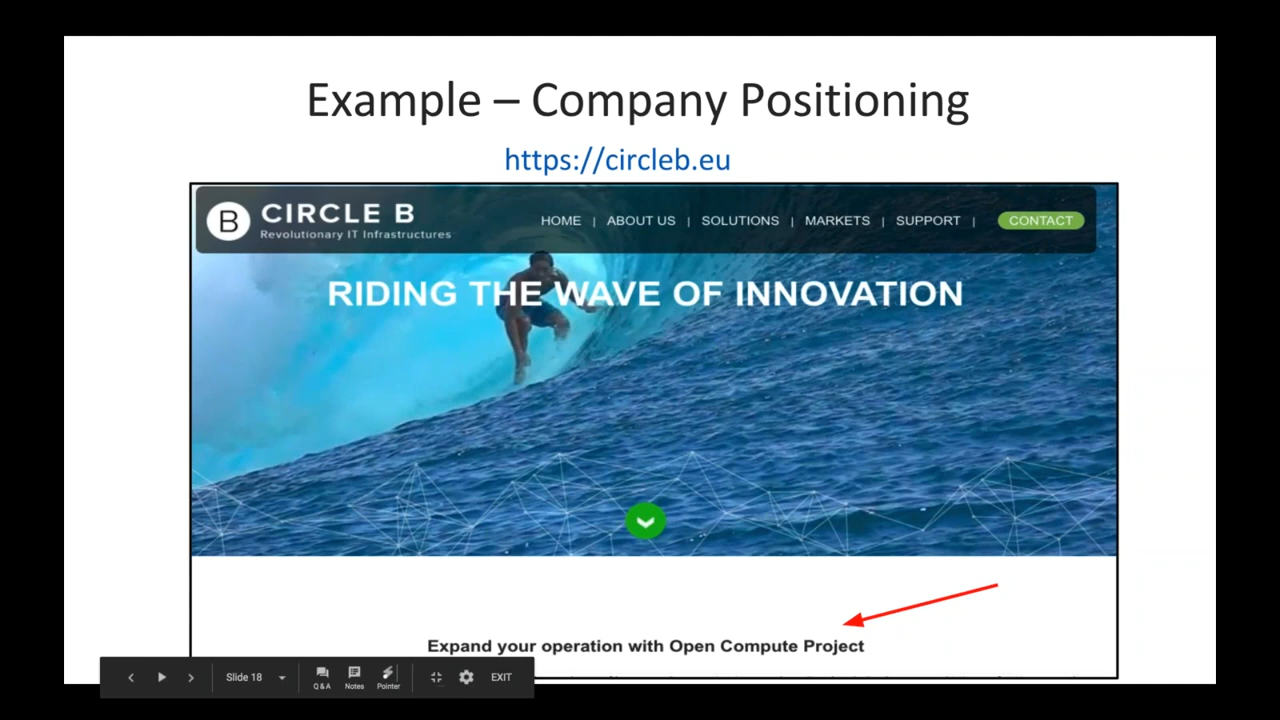 Example – Company Positioning
https://circleb.eu
B CIRCLE B
Revolutionary IT Infrastructures
HOME | ABOUT US | SOLUTIONS | MARKETS | SUPPORT | CONTACT
RIDING THE WAVE OF INNOVATION
Expand your operation with Open Compute Project
Slide 18
Q & A Notes Pointer
EXIT